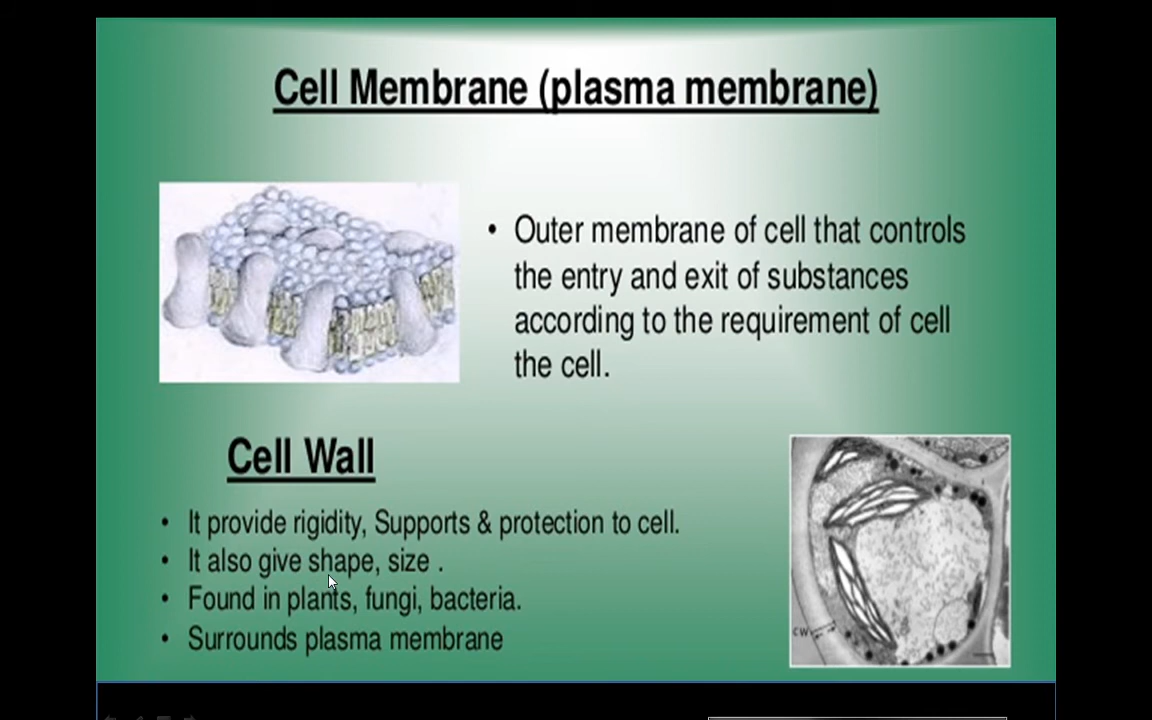 Cell Membrane (plasma membrane)
• Outer membrane of cell that controls
the entry and exit of substances
according to the requirement of cell
the cell.
Cell Wall
• It provide rigidity, Supports & protection to cell.
• It also give shape, size .
• Found in plants, fungi, bacteria.
• Surrounds plasma membrane
CW